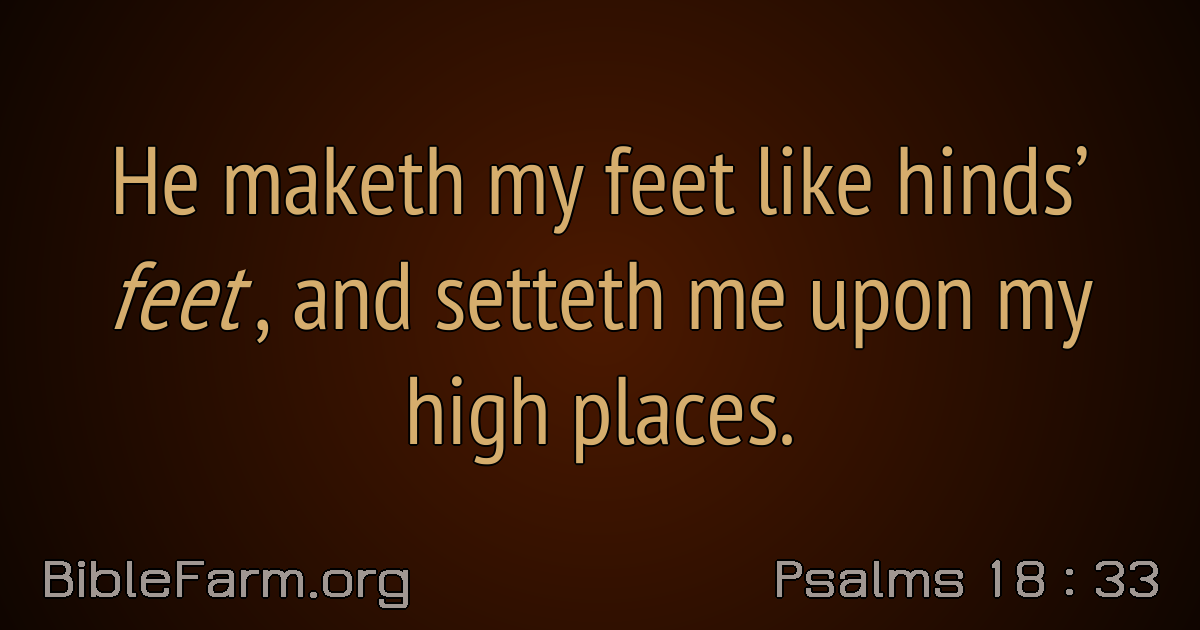 He maketh my feet like hinds’
feet , and setteth me upon my
high places.
BibleFarm.org
Psalms 18 : 33